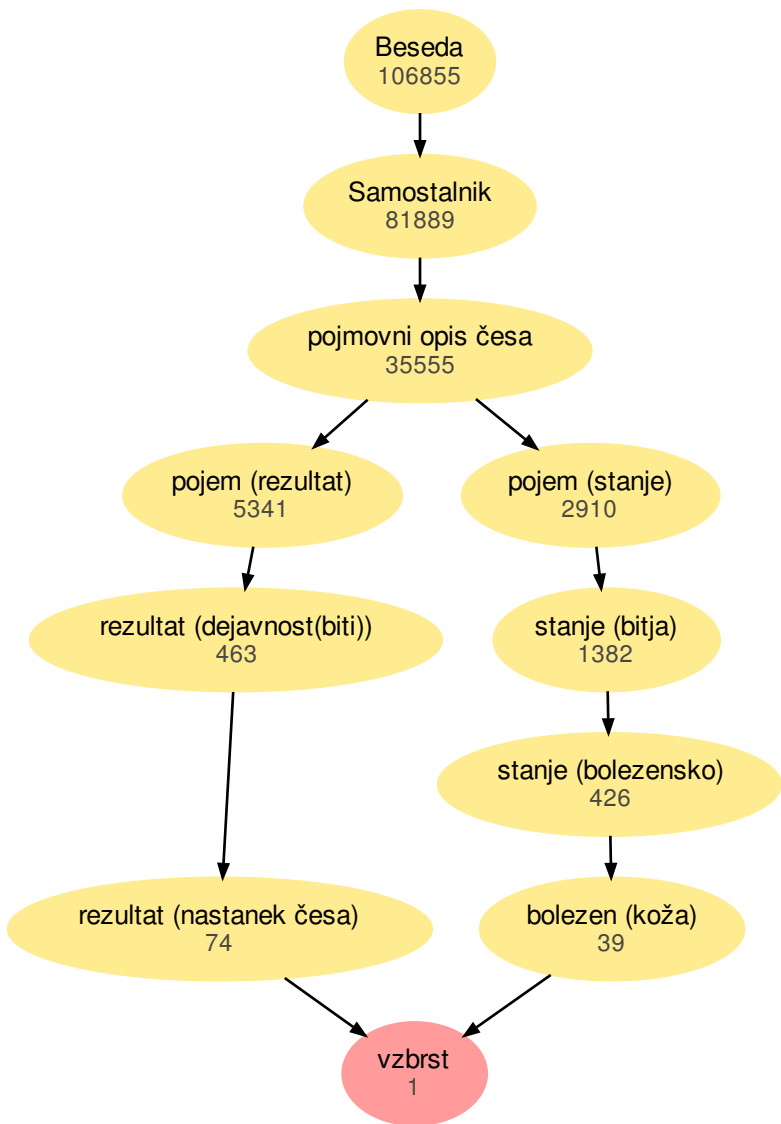 Beseda
106855
Samostalnik
81889
pojmovni opis česa
35555
pojem (rezultat)
5341
pojem (stanje)
2910
rezultat (dejavnost(biti))
463
stanje (bitja)
1382
stanje (bolezensko)
426
rezultat (nastanek česa)
74
bolezen (koža)
39
vzbrst
1